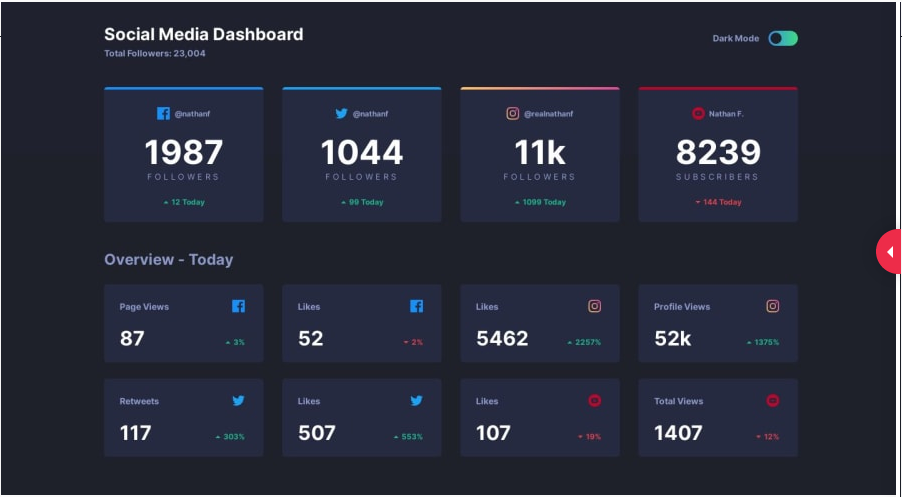 Social Media Dashboard
Total Followers: 23,004
Dark Mode
@nathanf
1987
FOLLOWERS
12 Today
@nathanf
1044
FOLLOWERS
99 Today
@realnathanf
11k
FOLLOWERS
1099 Today
Nathan F.
8239
SUBSCRIBERS
144 Today
Overview - Today
Page Views
87
3%
Likes
52
2%
Likes
5462
2257%
Profile Views
52k
1375%
Retweets
117
303%
Likes
507
553%
Likes
107
19%
Total Views
1407
12%